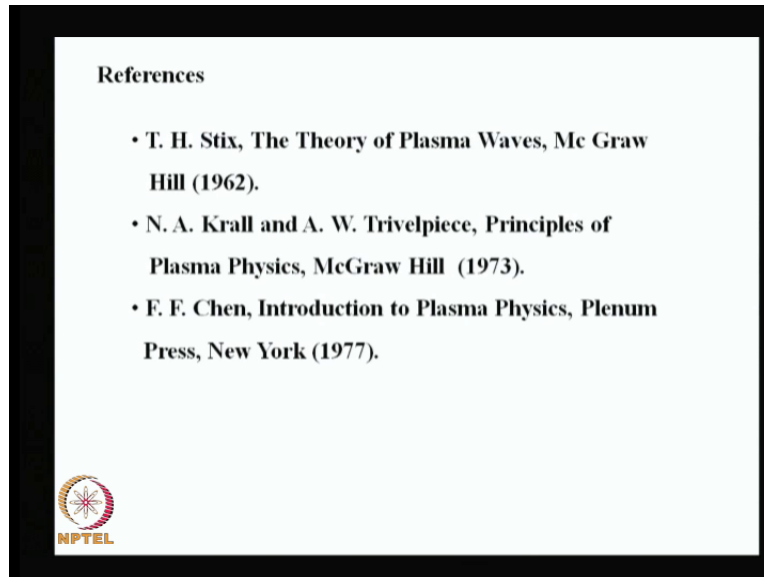 References
• T. H. Stix, The Theory of Plasma Waves, Mc Graw
Hill (1962).
• N. A. Krall and A. W. Trivelpiece, Principles of
Plasma Physics, McGraw Hill (1973).
• F. F. Chen, Introduction to Plasma Physics, Plenum
Press, New York (1977).
NPTEL